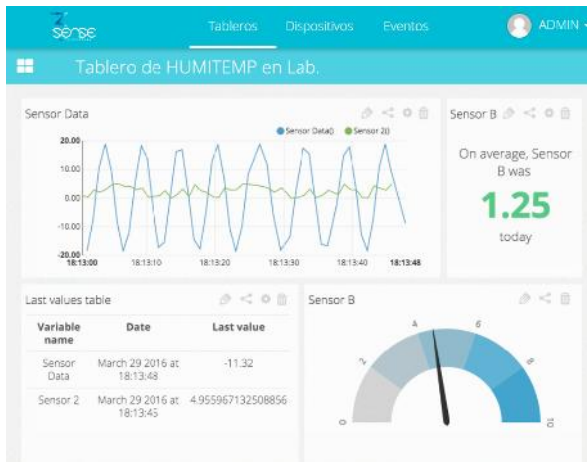 Sense
Tableros Dispositivos Eventos ADMIN
Tablero de HUMITEMP en Lab.
Sensor Data
Sensor Data() Sensor 2()
20.00
10.00
0.00
-10.00
-20.00
18:13:00 18:13:10 18:13:20 18:13:30 18:13:40 18:13:48
Sensor B
On average, Sensor
B was
1.25
today
Last values table
Variable name Date Last value
Sensor Data March 29 2016 at 18:13:48 -11.32
Sensor 2 March 29 2016 at 18:13:45 4.955967132508856
Sensor B
0 2 4 6 8 10